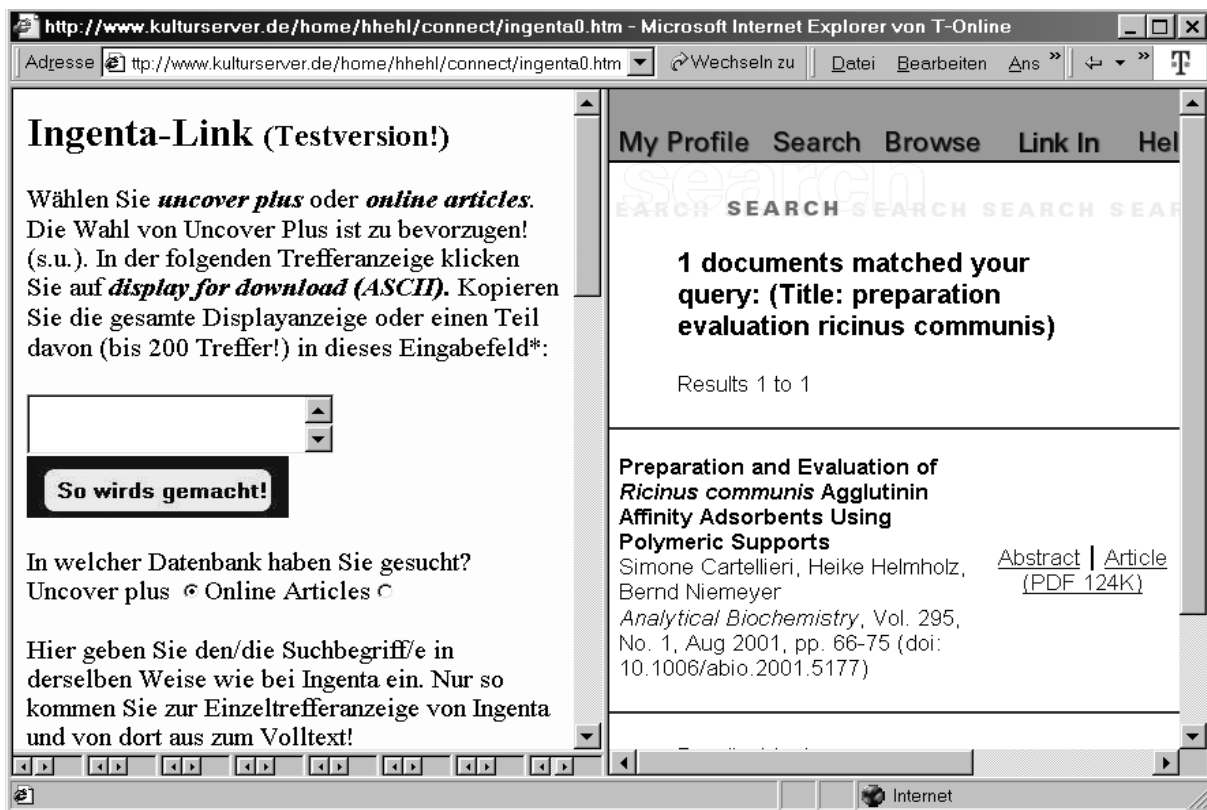 http://www.kulturserver.de/home/hhehl/connect/ingenta0.htm - Microsoft Internet Explorer von T-Online
Adresse ttp://www.kulturserver.de/home/hhehl/connect/ingenta0.htm Wechseln zu Datei Bearbeiten Ans » »
Ingenta-Link (Testversion!)
Wählen Sie uncover plus oder online articles.
Die Wahl von Uncover Plus ist zu bevorzugen!
(s.u.). In der folgenden Trefferanzeige klicken
Sie auf display for download (ASCII). Kopieren
Sie die gesamte Displayanzeige oder einen Teil
davon (bis 200 Treffer!) in dieses Eingabefeld*:
So wirds gemacht!
In welcher Datenbank haben Sie gesucht?
Uncover plus Online Articles
Hier geben Sie den/die Suchbegriff/e in
derselben Weise wie bei Ingenta ein. Nur so
kommen Sie zur Einzeltrefferanzeige von Ingenta
und von dort aus zum Volltext!
My Profile Search Browse Link In Hel
search
EARCH SEARCH SEARCH SEARCH SEAR
1 documents matched your
query: (Title: preparation
evaluation ricinus communis)
Results 1 to 1
Preparation and Evaluation of
Ricinus communis Agglutinin
Affinity Adsorbents Using
Polymeric Supports
Simone Cartellieri, Heike Helmholz,
Bernd Niemeyer
Analytical Biochemistry, Vol. 295,
No. 1, Aug 2001, pp. 66-75 (doi:
10.1006/abio.2001.5177)
Abstract | Article
(PDF 124K)
Internet